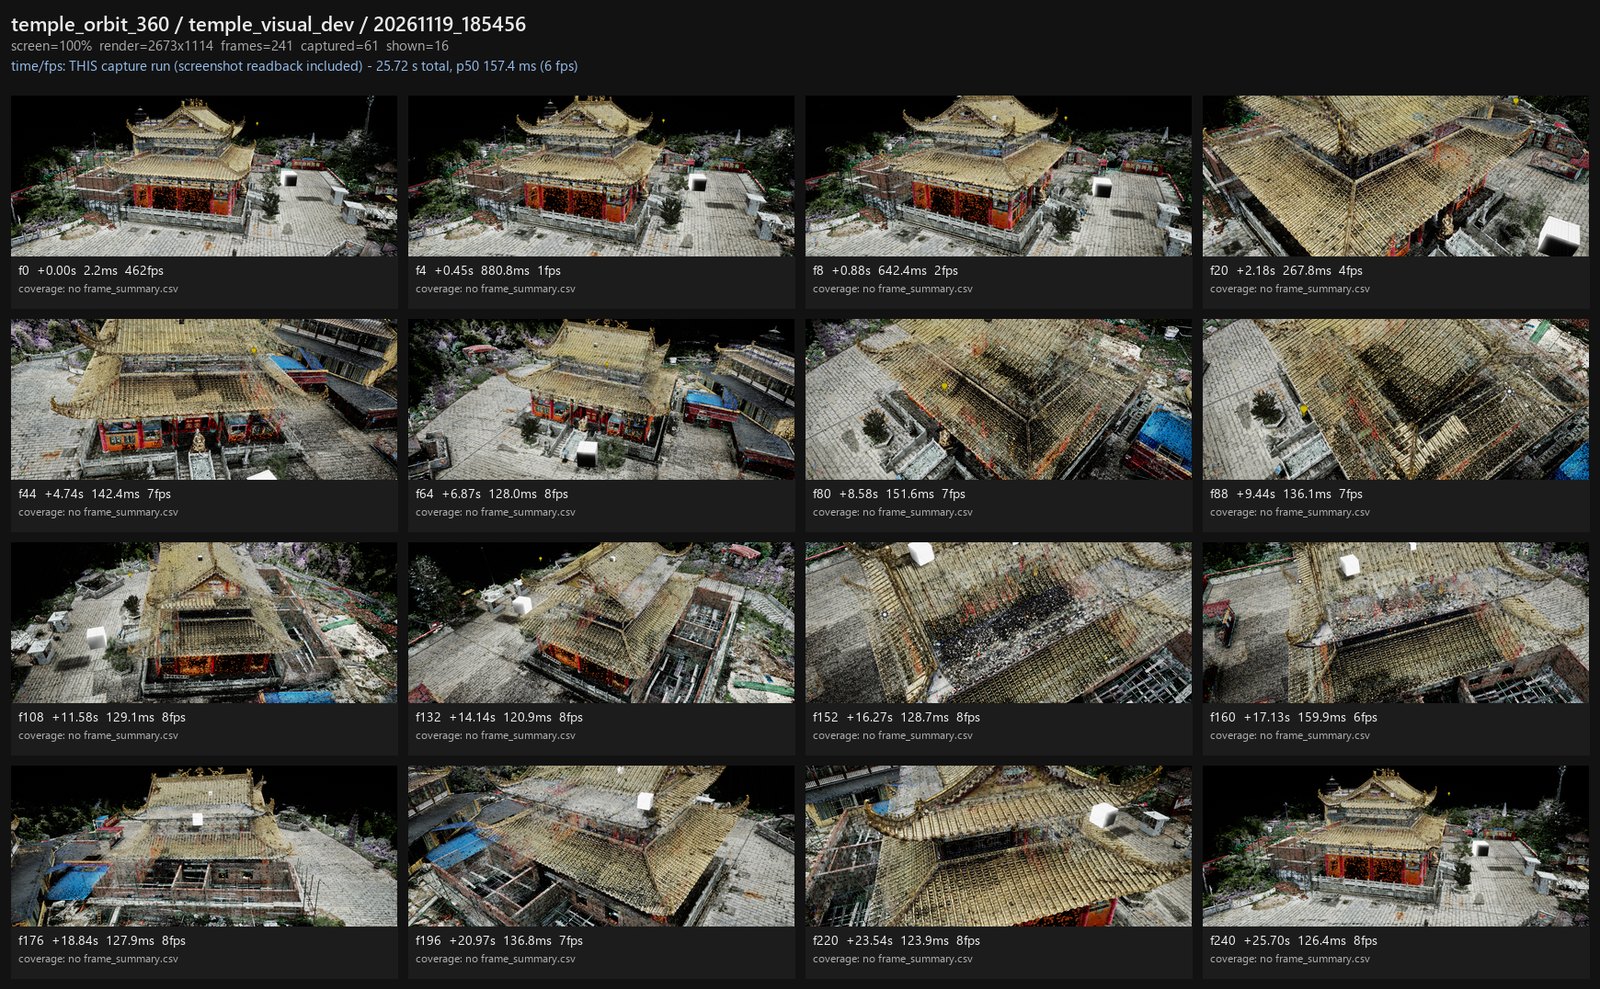 temple_orbit_360 / temple_visual_dev / 20261119_185456
screen=100% render=2673x1114 frames=241 captured=61 shown=16
time/fps: THIS capture run (screenshot readback included) - 25.72 s total, p50 157.4 ms (6 fps)
f0 +0.00s 2.2ms 462fps
coverage: no frame_summary.csv
f4 +0.45s 880.8ms 1fps
coverage: no frame_summary.csv
f8 +0.88s 642.4ms 2fps
coverage: no frame_summary.csv
f20 +2.18s 267.8ms 4fps
coverage: no frame_summary.csv
f44 +4.74s 142.4ms 7fps
coverage: no frame_summary.csv
f64 +6.87s 128.0ms 8fps
coverage: no frame_summary.csv
f80 +8.58s 151.6ms 7fps
coverage: no frame_summary.csv
f88 +9.44s 136.1ms 7fps
coverage: no frame_summary.csv
f108 +11.58s 129.1ms 8fps
coverage: no frame_summary.csv
f132 +14.14s 120.9ms 8fps
coverage: no frame_summary.csv
f152 +16.27s 128.7ms 8fps
coverage: no frame_summary.csv
f160 +17.13s 159.9ms 6fps
coverage: no frame_summary.csv
f176 +18.84s 127.9ms 8fps
coverage: no frame_summary.csv
f196 +20.97s 136.8ms 7fps
coverage: no frame_summary.csv
f220 +23.54s 123.9ms 8fps
coverage: no frame_summary.csv
f240 +25.70s 126.4ms 8fps
coverage: no frame_summary.csv